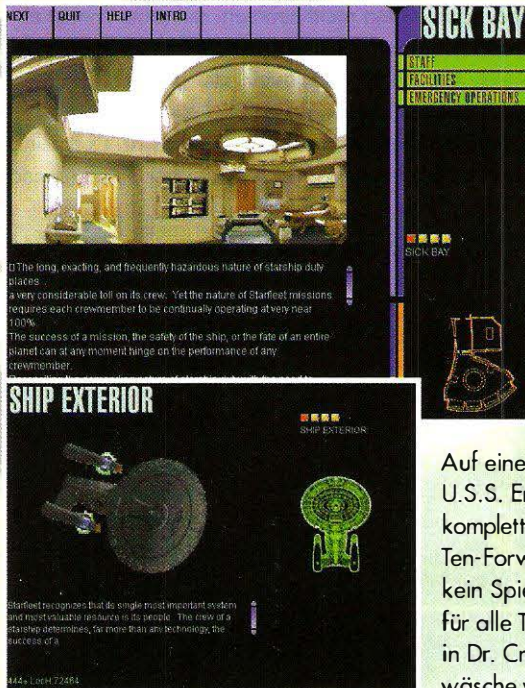 NEXT QUIT HELP INTRO
SICK BAY
STAFF
FACILITIES
EMERGENCY OPERATIONS
SICK BAY
The long, exacting, and frequently hazardous nature of starship duty
places...
a very considerable toll on its crew. Yet the nature of Starfleet missions
requires each crewmember to be continually operating at very near
100%.
The success of a mission, the safety of the ship, or the fate of an entire
planet can at any moment hinge on the performance of any
crewmember.
SHIP EXTERIOR
SHIP EXTERIOR
Starfleet recognizes that its single most important system
and most valuable resource is its people. The crew of a
starship determines, far more than any technology, the
success of a
Auf eine
U.S.S. En
komplett
Ten-Forw
kein Spie
für alle T
in Dr. Cr
wäsche v